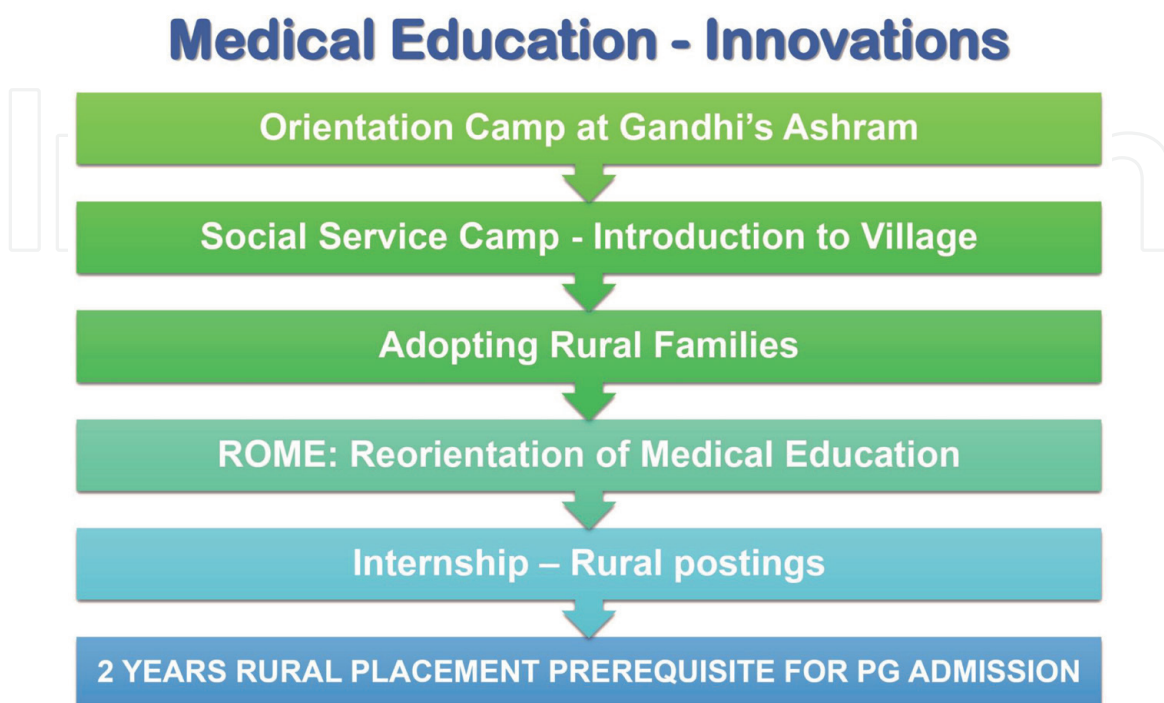 Medical Education - Innovations
Orientation Camp at Gandhi’s Ashram
Social Service Camp - Introduction to Village
Adopting Rural Families
ROME: Reorientation of Medical Education
Internship – Rural postings
2 YEARS RURAL PLACEMENT PREREQUISITE FOR PG ADMISSION